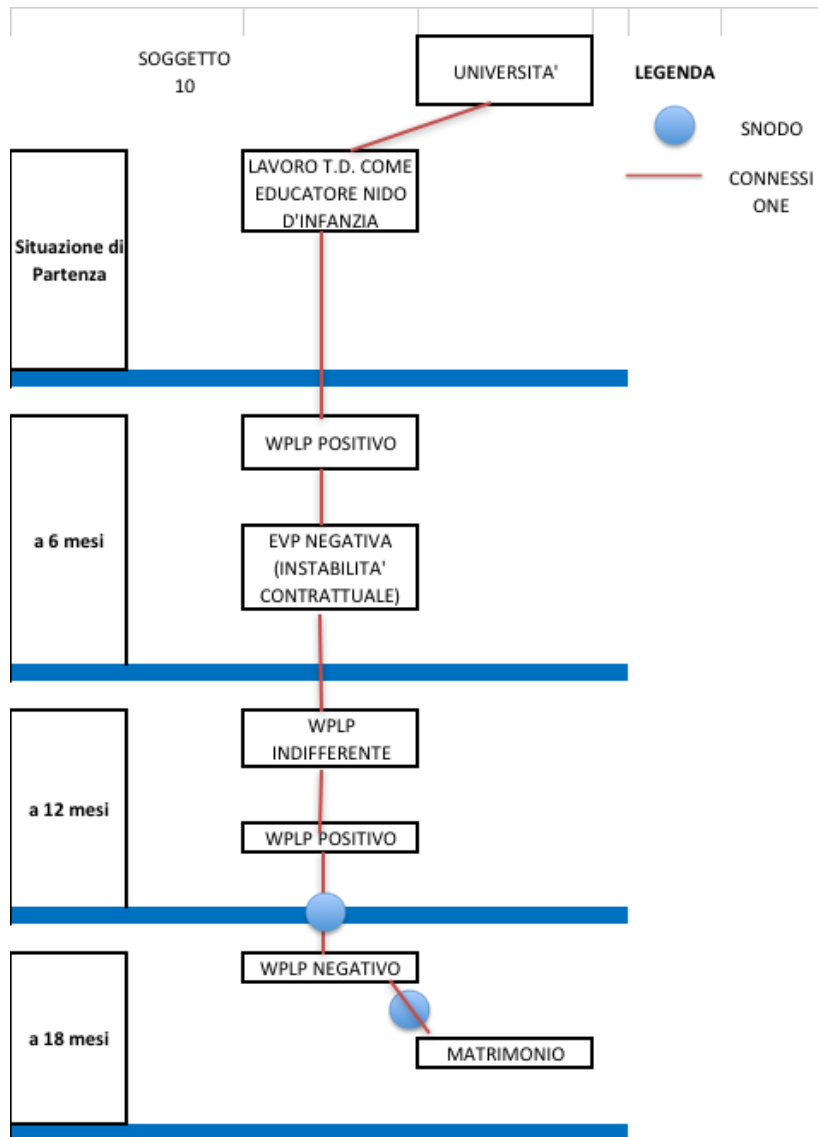 SOGGETTO
10
UNIVERSITA'
LEGENDA
SNODO
CONNESSI
ONE
LAVORO T.D. COME
EDUCATORE NIDO
D'INFANZIA
Situazione di
Partenza
WPLP POSITIVO
a 6 mesi
EVP NEGATIVA
(INSTABILITA'
CONTRATTUALE)
WPLP
INDIFFERENTE
a 12 mesi
WPLP POSITIVO
WPLP NEGATIVO
a 18 mesi
MATRIMONIO